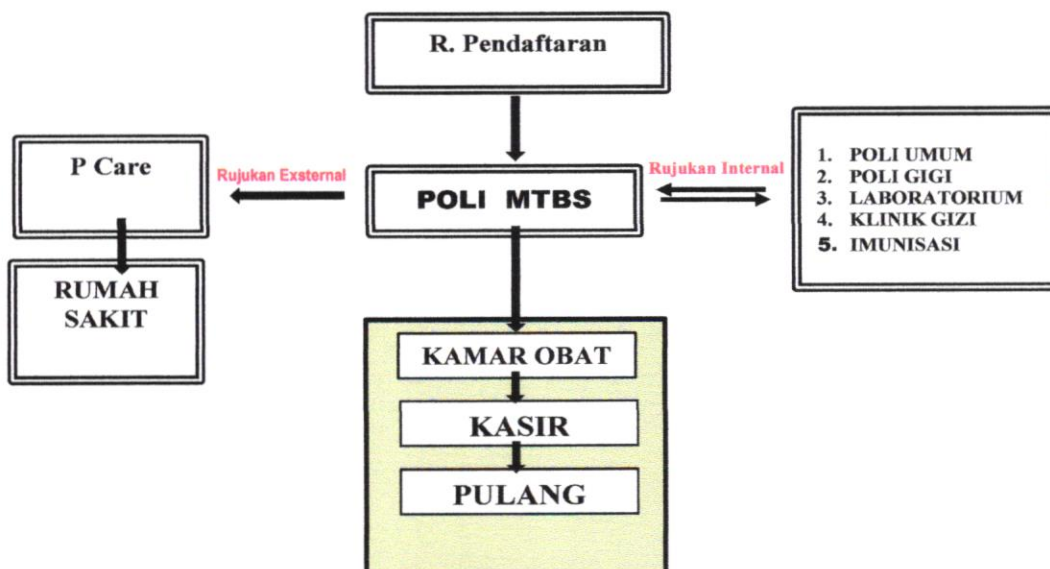 R. Pendaftaran
P Care
Rujukan Exsternal
POLI MTBS
Rujukan Internal
1. POLI UMUM
2. POLI GIGI
3. LABORATORIUM
4. KLINIK GIZI
5. IMUNISASI
RUMAH
SAKIT
KAMAR OBAT
KASIR
PULANG